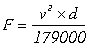 F = v² × d / 179000